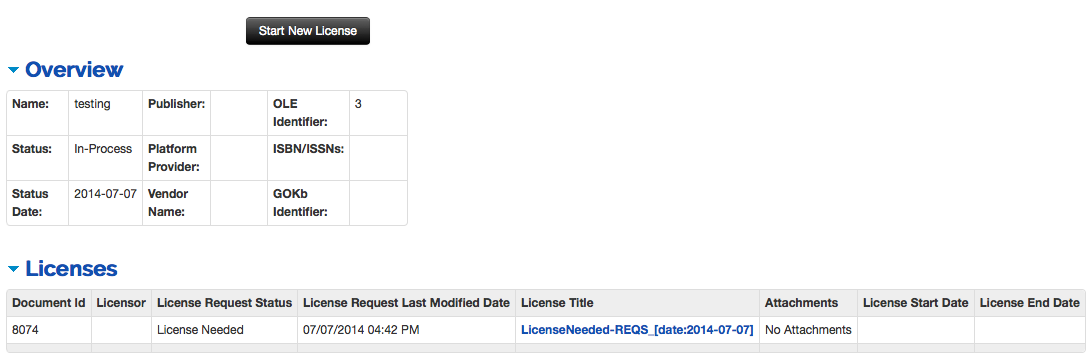 Start New License
Overview
Name: testing Publisher: OLE Identifier: 3
Status: In-Process Platform Provider: ISBN/ISSNs:
Status Date: 2014-07-07 Vendor Name: GOKb Identifier:
Licenses
Document Id Licensor License Request Status License Request Last Modified Date License Title Attachments License Start Date License End Date
8074 License Needed 07/07/2014 04:42 PM LicenseNeeded-REQS_[date:2014-07-07] No Attachments